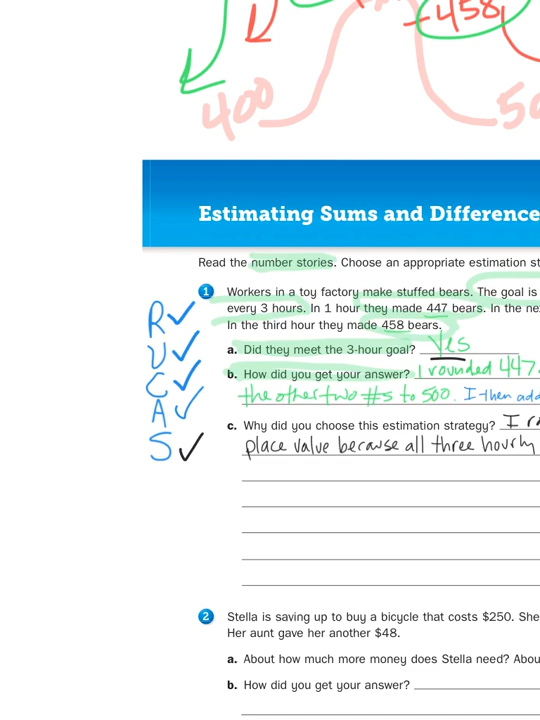 458
400
50
Estimating Sums and Difference
Read the number stories. Choose an appropriate estimation st
1 Workers in a toy factory make stuffed bears. The goal is
every 3 hours. In 1 hour they made 447 bears. In the ne
In the third hour they made 458 bears.
R✓
U✓
C✓
A✓
S✓
a. Did they meet the 3-hour goal? Yes
b. How did you get your answer? I rounded 447
the other two #s to 500. I then add
c. Why did you choose this estimation strategy? I
place value because all three hourly
2 Stella is saving up to buy a bicycle that costs $250. She
Her aunt gave her another $48.
a. About how much more money does Stella need? Abou
b. How did you get your answer?